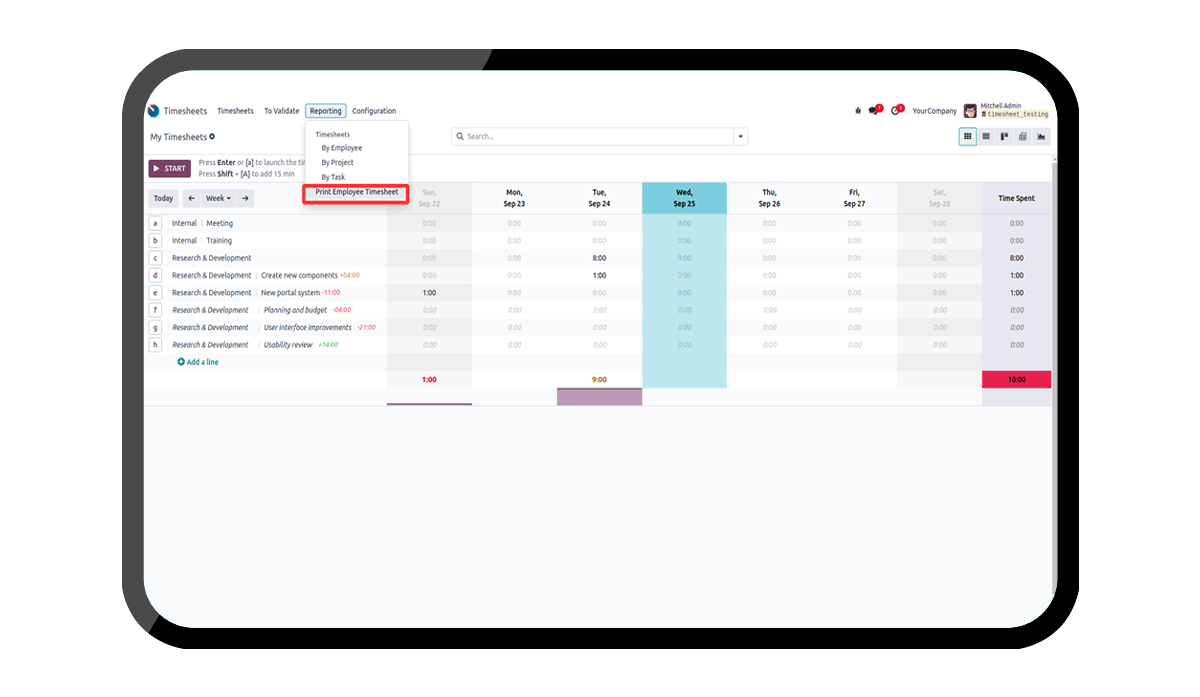 Timesheets Timesheets To Validate Reporting Configuration 7 8 YourCompany Mitchell Admin
timesheet_testing
My Timesheets Search...
Timesheets
By Employee
By Project
By Task
Print Employee Timesheet
START Press Enter or [a] to launch the
Press Shift + [A] to add 15 min
Today Week Sun, Sep 22 Mon, Sep 23 Tue, Sep 24 Wed, Sep 25 Thu, Sep 26 Fri, Sep 27 Sat, Sep 28 Time Spent
a Internal | Meeting 0:00 0:00 0:00 0:00 0:00 0:00 0:00 0:00
b Internal | Training 0:00 0:00 0:00 0:00 0:00 0:00 0:00 0:00
c Research & Development 0:00 0:00 8:00 0:00 0:00 0:00 0:00 8:00
d Research & Development | Create new components +04:00 0:00 0:00 1:00 0:00 0:00 0:00 0:00 1:00
e Research & Development | New portal system -11:00 1:00 0:00 0:00 0:00 0:00 0:00 0:00 1:00
f Research & Development | Planning and budget -04:00 0:00 0:00 0:00 0:00 0:00 0:00 0:00 0:00
g Research & Development | User interface improvements -21:00 0:00 0:00 0:00 0:00 0:00 0:00 0:00 0:00
h Research & Development | Usability review +14:00 0:00 0:00 0:00 0:00 0:00 0:00 0:00 0:00
Add a line
1:00 9:00 10:00